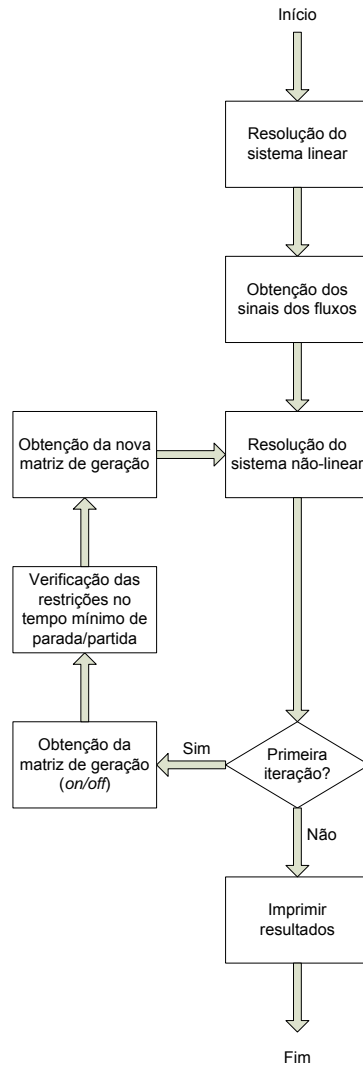 Início
Resolução do
sistema linear
Obtenção dos
sinais dos fluxos
Obtenção da nova
matriz de geração
Resolução do
sistema não-linear
Verificação das
restrições no
tempo mínimo de
parada/partida
Obtenção da
matriz de geração
(on/off)
Sim
Primeira
iteração?
Não
Imprimir
resultados
Fim